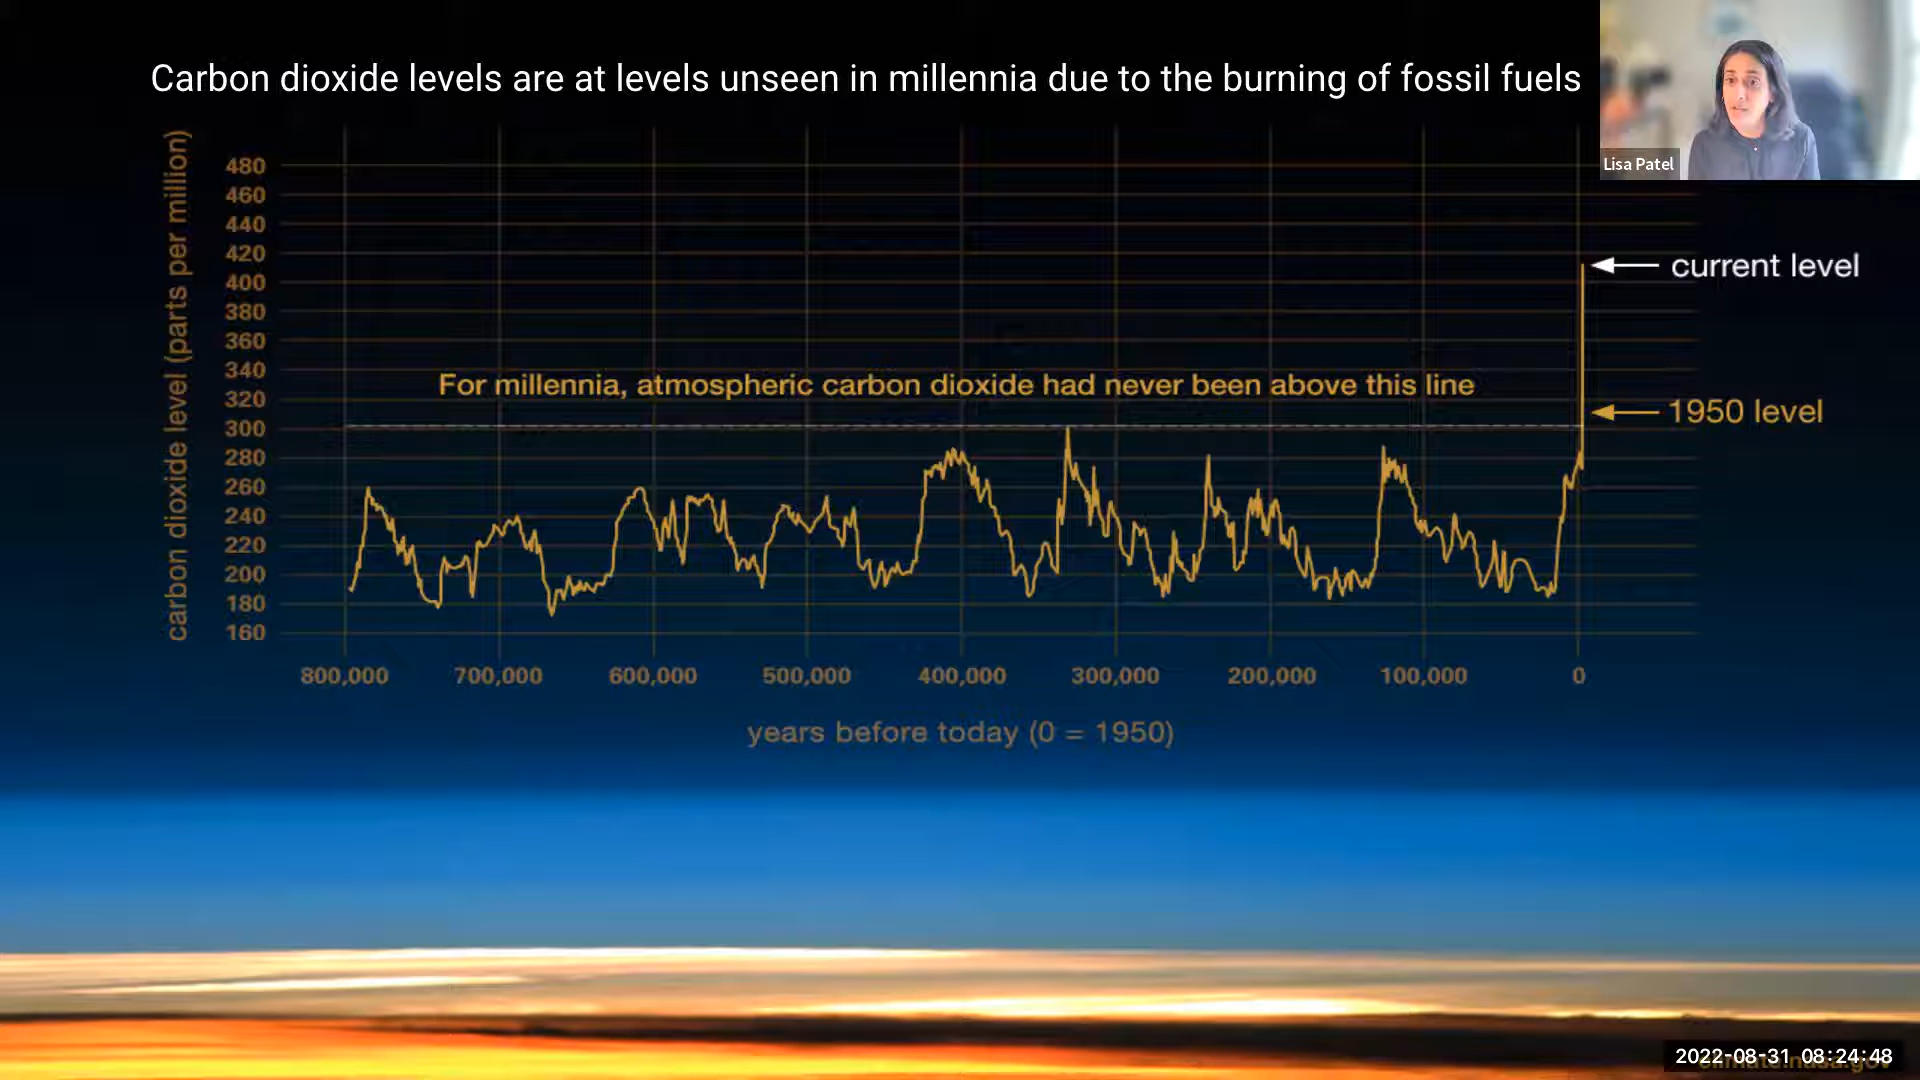 Carbon dioxide levels are at levels unseen in millennia due to the burning of fossil fuels
Lisa Patel
carbon dioxide level (parts per million)
480
460
440
420
400
380
360
340
320
300
280
260
240
220
200
180
160
current level
For millennia, atmospheric carbon dioxide had never been above this line
1950 level
800,000 700,000 600,000 500,000 400,000 300,000 200,000 100,000 0
years before today (0 = 1950)
2022-08-31 08:24:48
climate.nasa.gov